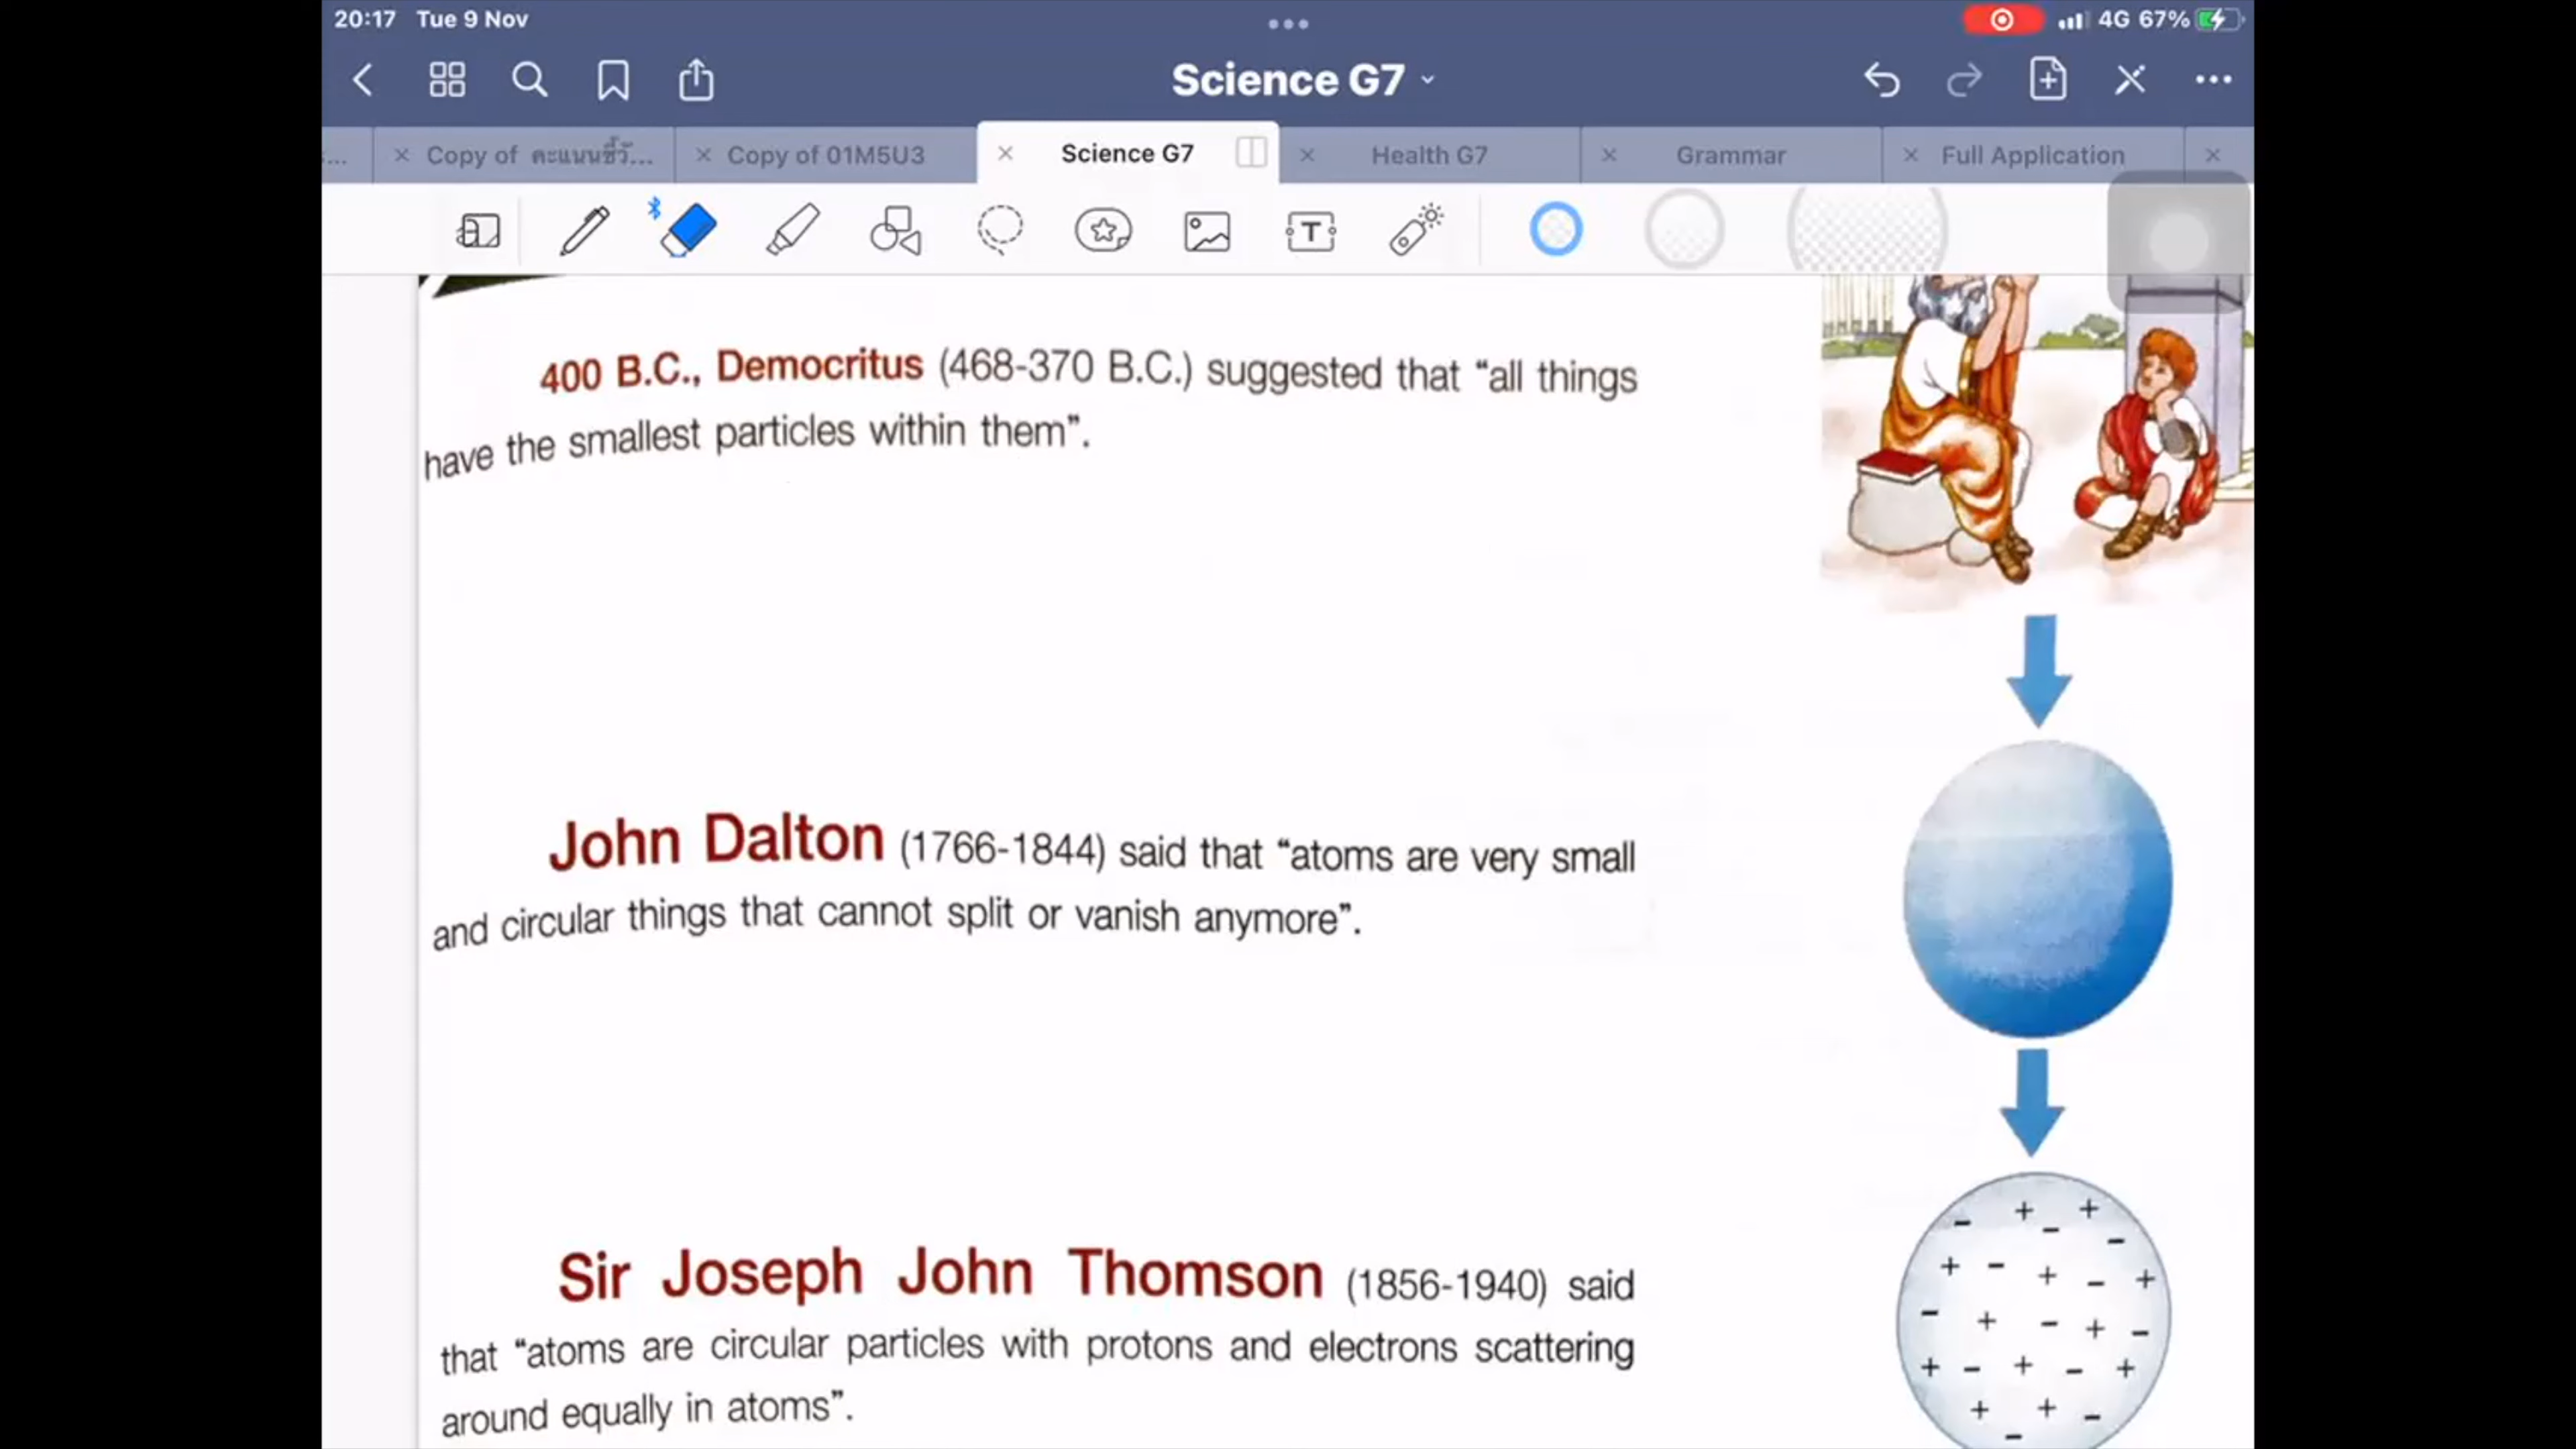 20:17 Tue 9 Nov
4G 67%
Science G7
Copy of คะแนนชี้วั...
Copy of 01M5U3
Science G7
Health G7
Grammar
Full Application
400 B.C., Democritus (468-370 B.C.) suggested that “all things
have the smallest particles within them”.
John Dalton (1766-1844) said that “atoms are very small
and circular things that cannot split or vanish anymore”.
Sir Joseph John Thomson (1856-1940) said
that “atoms are circular particles with protons and electrons scattering
around equally in atoms”.